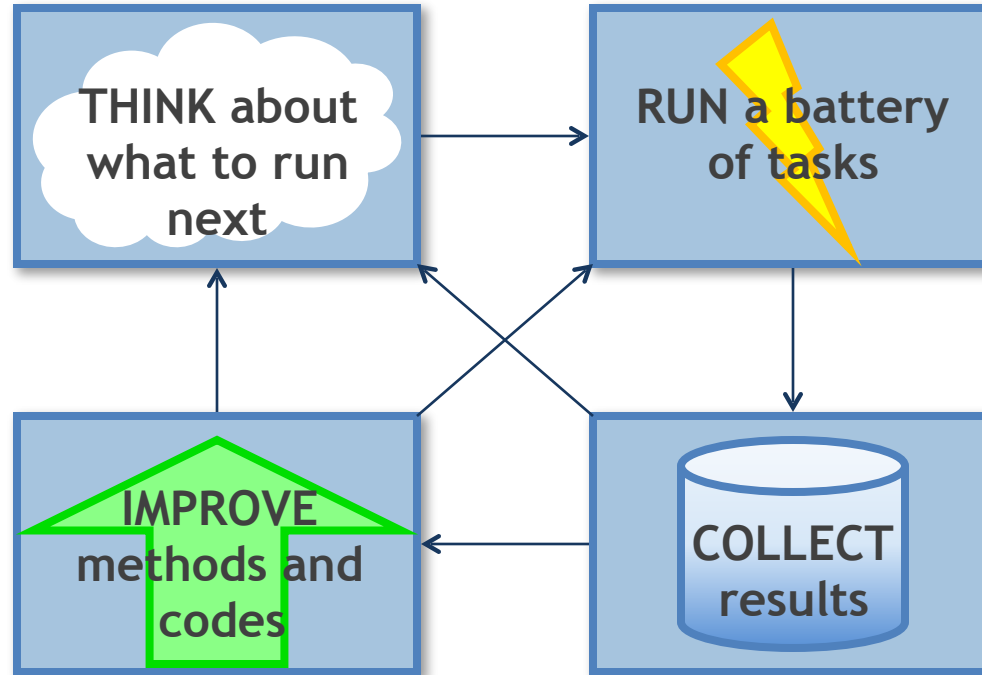 THINK about
what to run
next
RUN a battery
of tasks
IMPROVE
methods and
codes
COLLECT
results